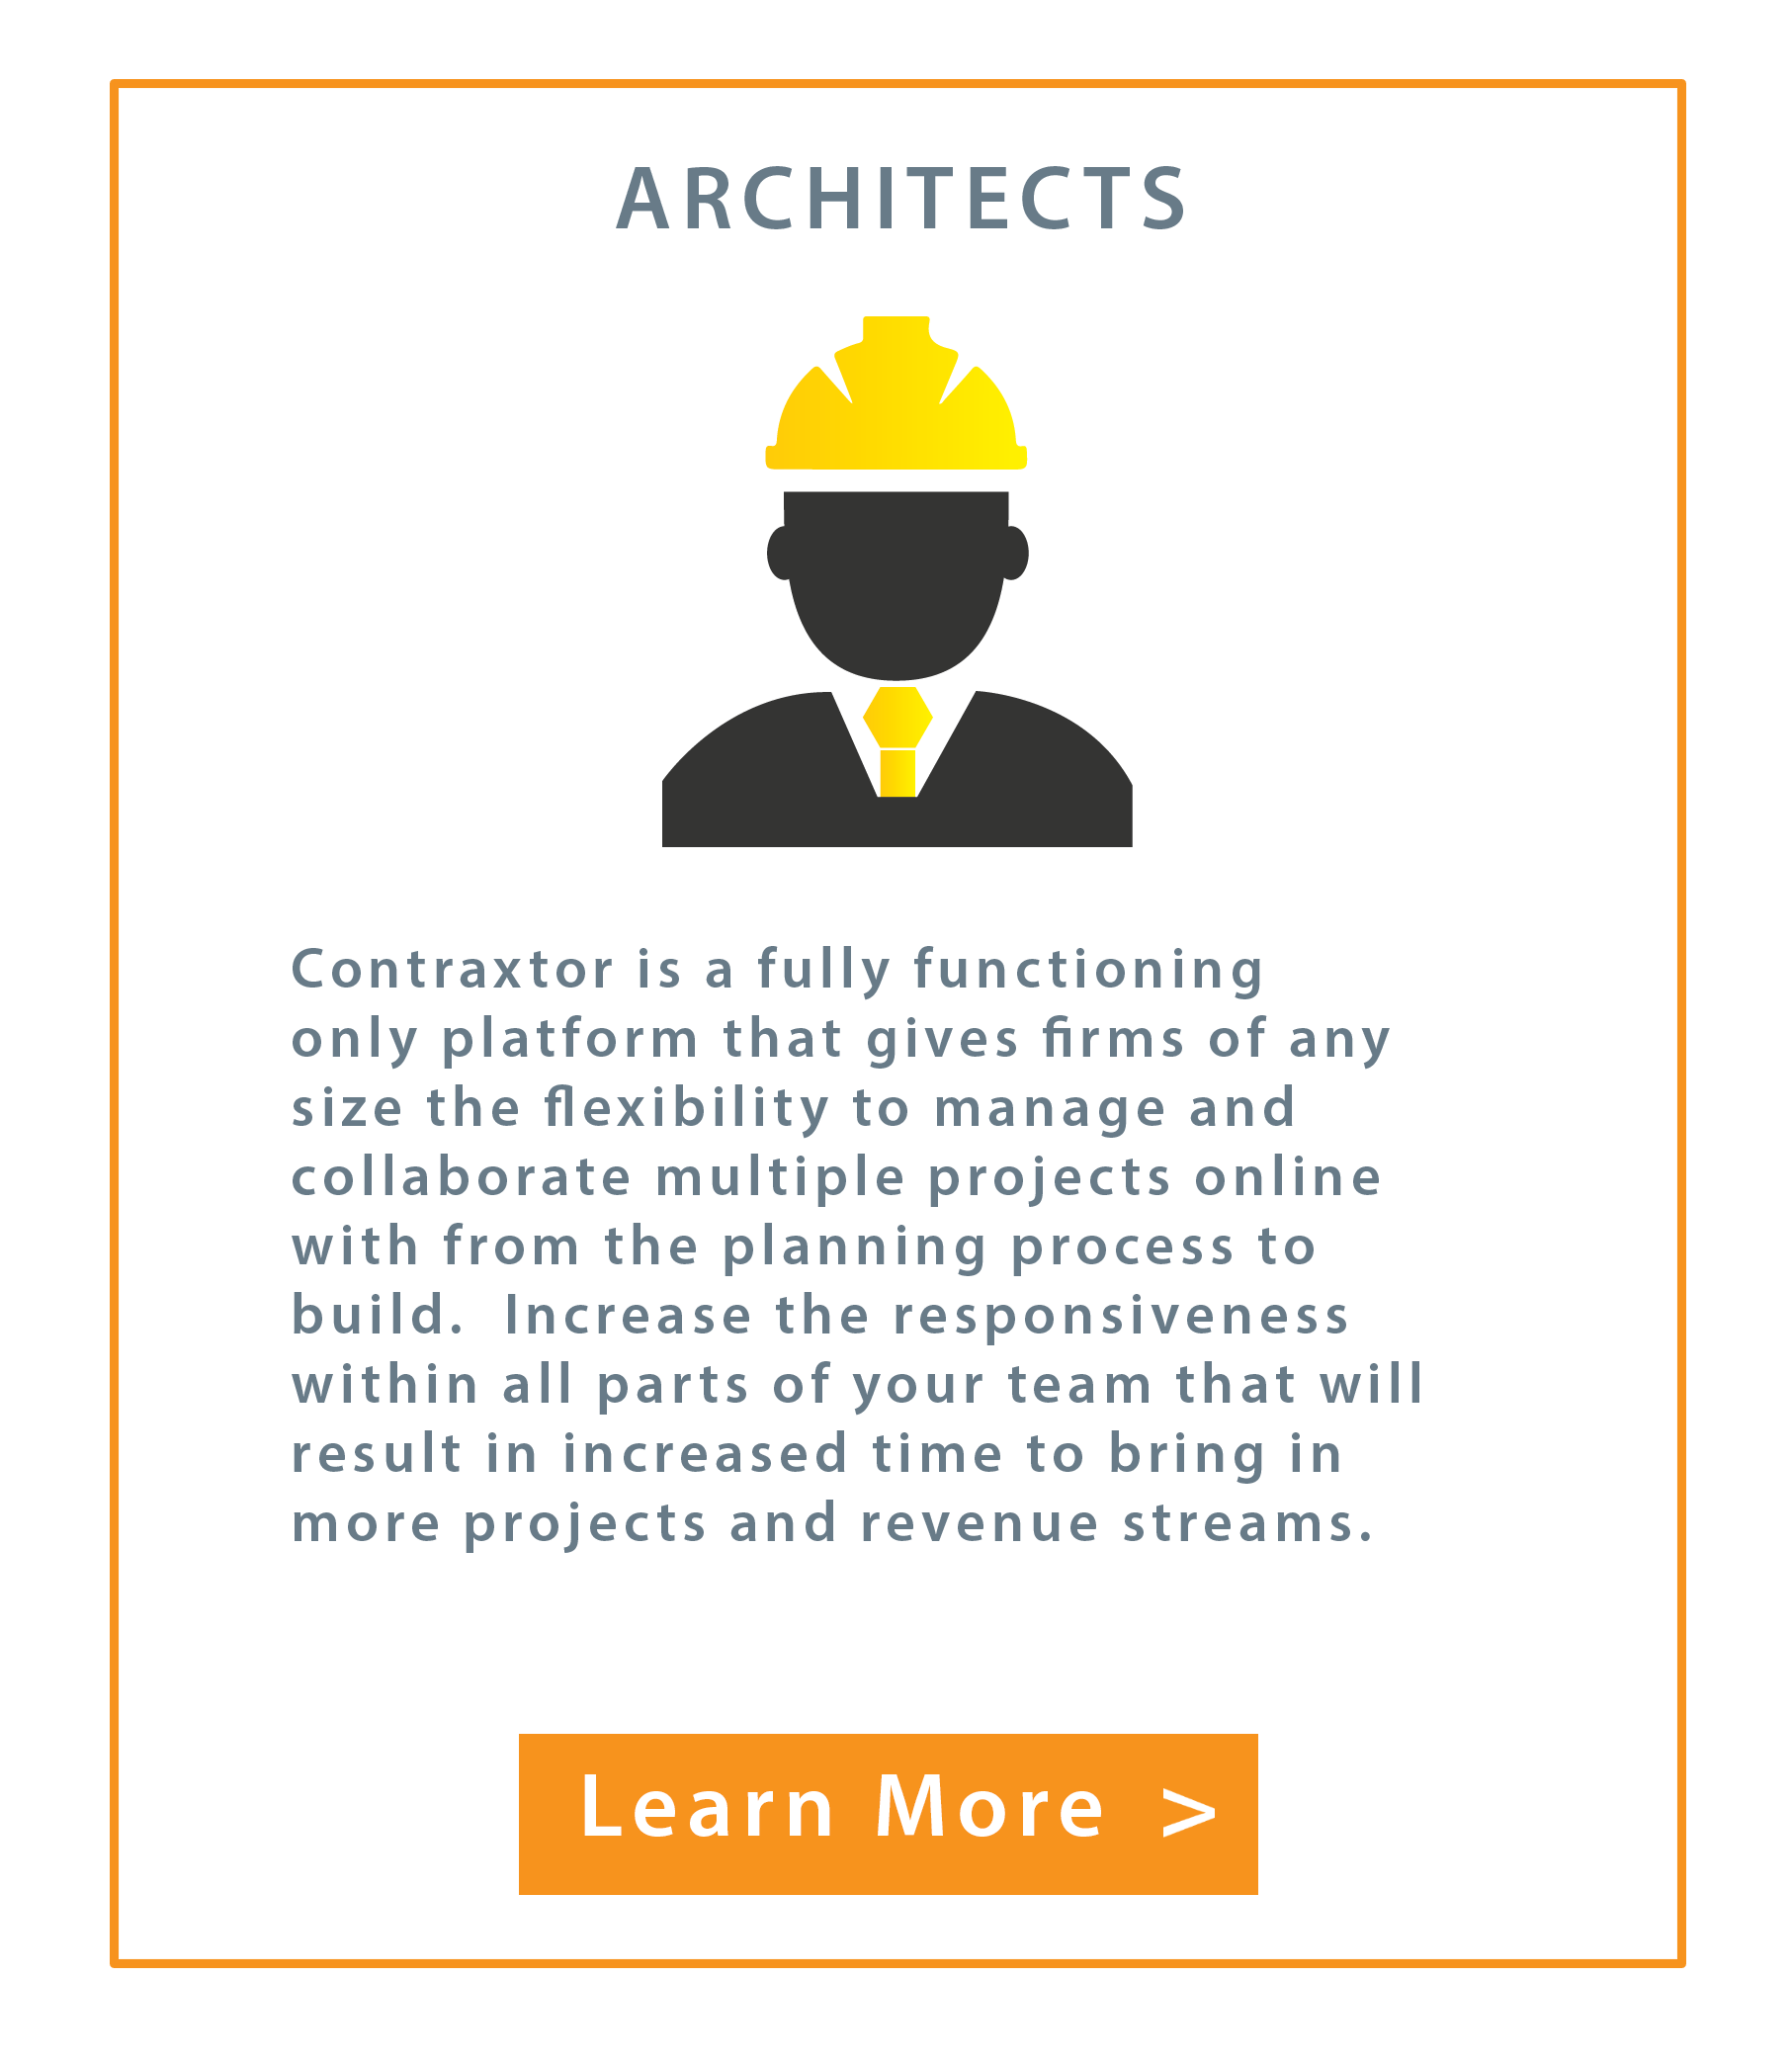 ARCHITECTS
Contraxtor is a fully functioning
only platform that gives firms of any
size the flexibility to manage and
collaborate multiple projects online
with from the planning process to
build.  Increase the responsiveness
within all parts of your team that will
result in increased time to bring in
more projects and revenue streams.
Learn More >